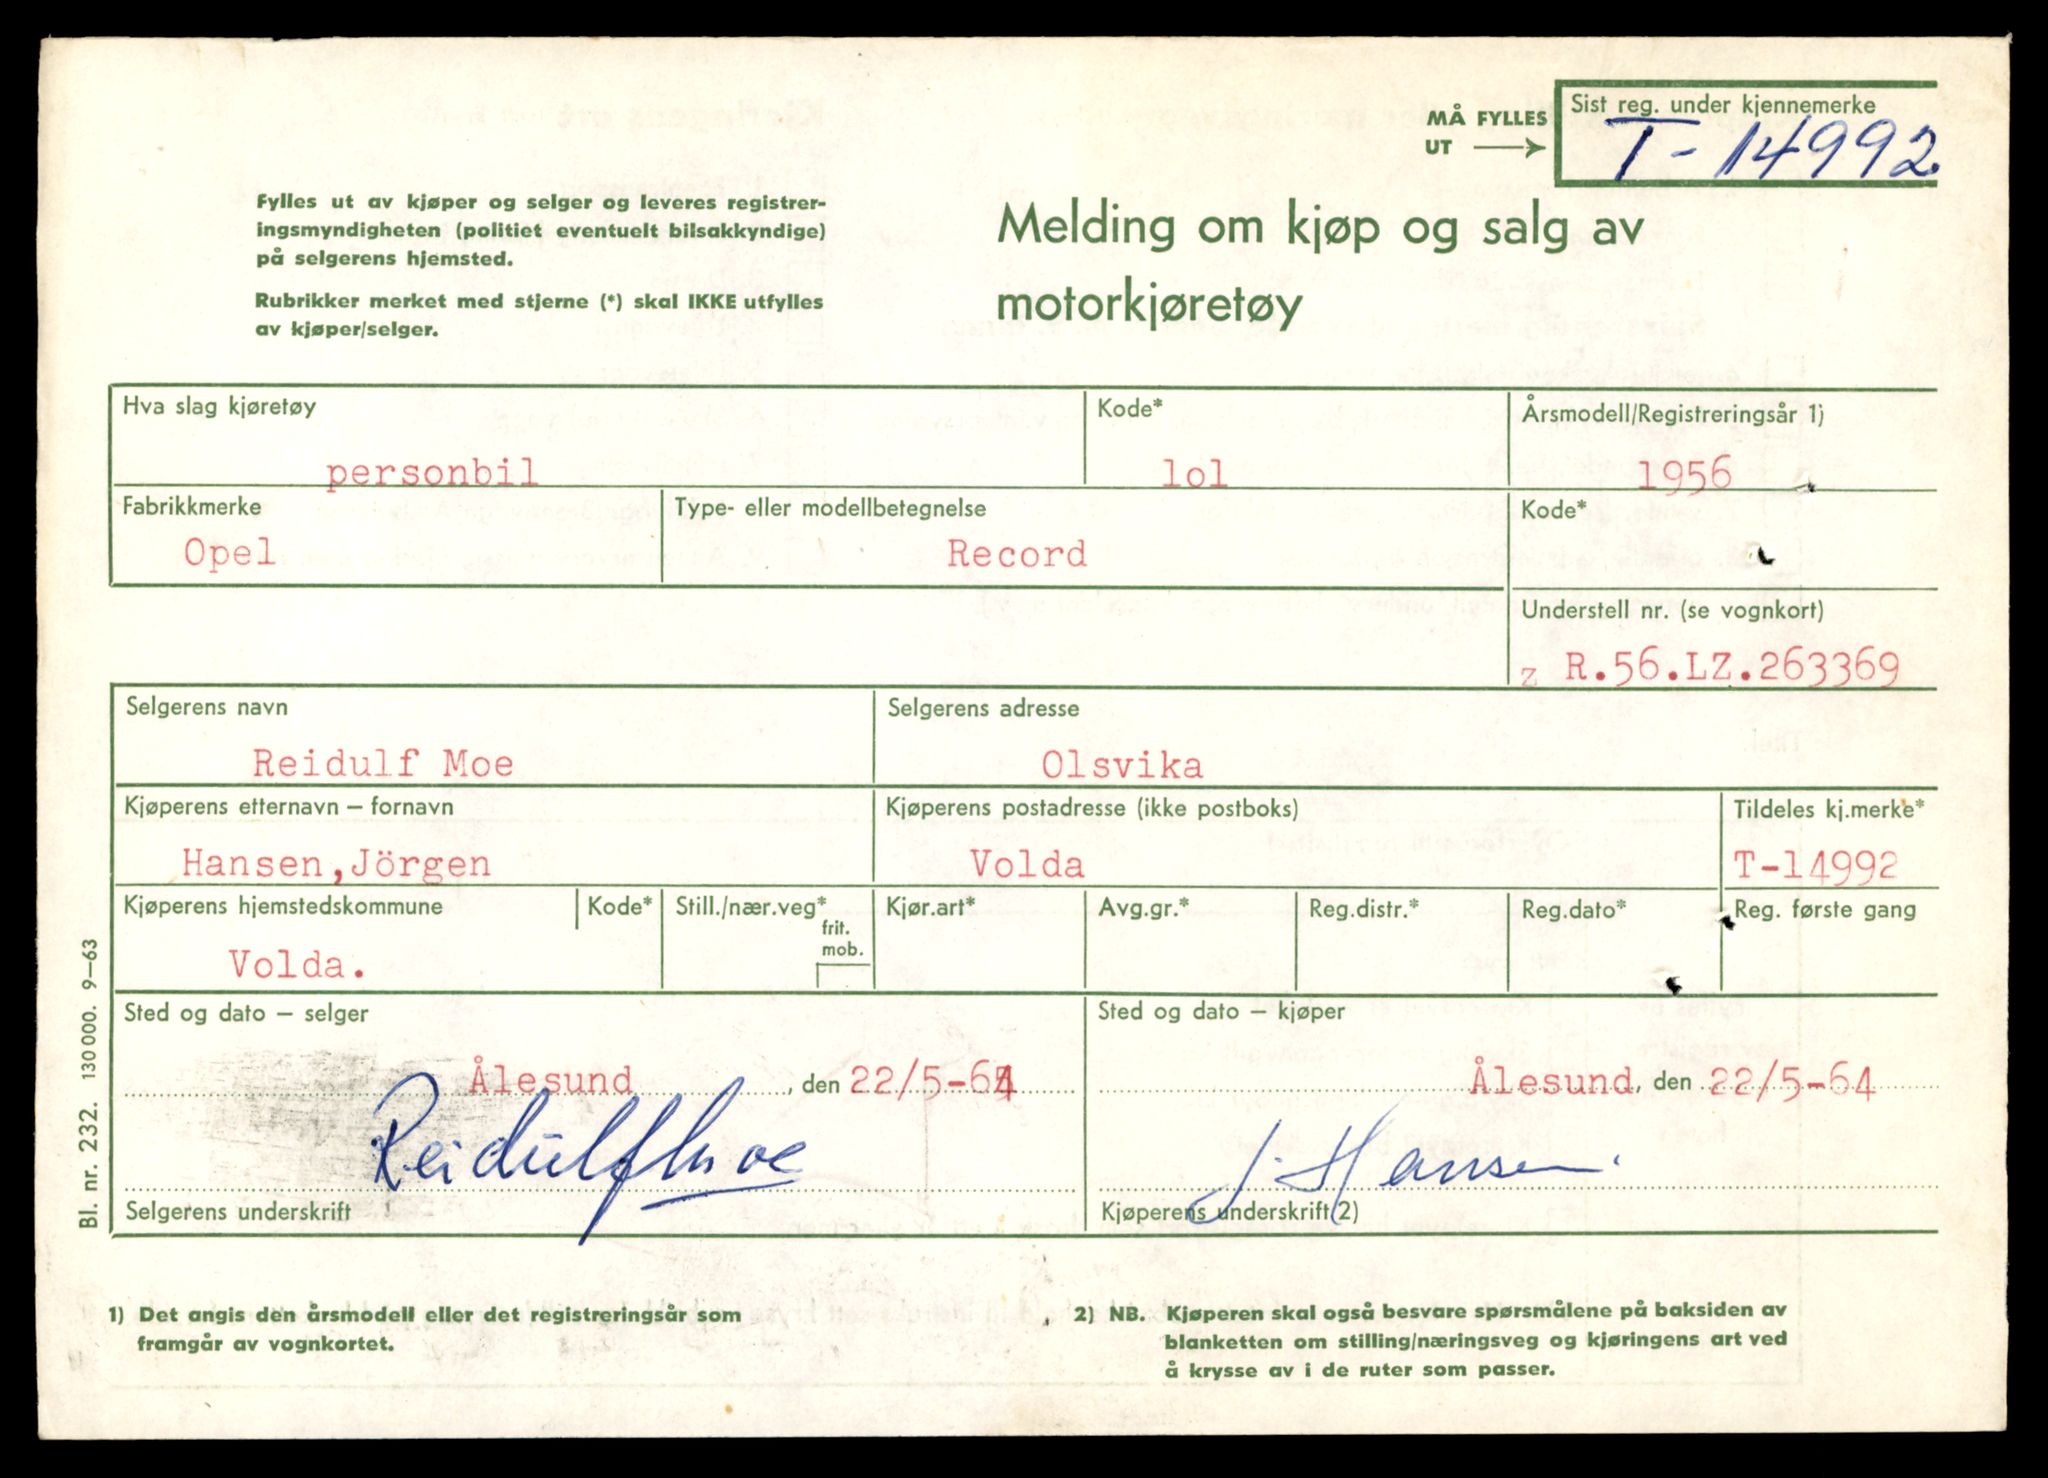 MÅ FYLLES
UT
Sist reg. under kjennemerke
T-14992
Fylles ut av kjøper og selger og leveres registrer-
ingsmyndigheten (politiet eventuelt bilsakkyndige)
på selgerens hjemsted.
Rubrikker merket med stjerne (*) skal IKKE utfylles
av kjøper/selger.
Melding om kjøp og salg av
motorkjøretøy
Hva slag kjøretøy
personbil
Kode*
lol
Årsmodell/Registreringsår 1)
1956
Fabrikkmerke
Opel
Type- eller modellbetegnelse
Record
Kode*
Understell nr. (se vognkort)
z R.56.LZ.263369
Selgerens navn
Reidulf Moe
Selgerens adresse
Olsvika
Kjøperens etternavn – fornavn
Hansen,Jörgen
Kjøperens postadresse (ikke postboks)
Volda
Tildeles kj.merke*
T-14992
Kjøperens hjemstedskommune
Volda.
Kode*
Still./nær.veg*
frit.
mob.
Kjør.art*
Avg.gr.*
Reg.distr.*
Reg.dato*
Reg. første gang
Sted og dato – selger
Ålesund, den 22/5-64
Reidulf Moe
Selgerens underskrift
Sted og dato – kjøper
Ålesund, den 22/5-64
J. Hansen.
Kjøperens underskrift 2)
Bl. nr. 232. 130 000. 9–63
1) Det angis den årsmodell eller det registreringsår som
framgår av vognkortet.
2) NB. Kjøperen skal også besvare spørsmålene på baksiden av
blanketten om stilling/næringsveg og kjøringens art ved
å krysse av i de ruter som passer.